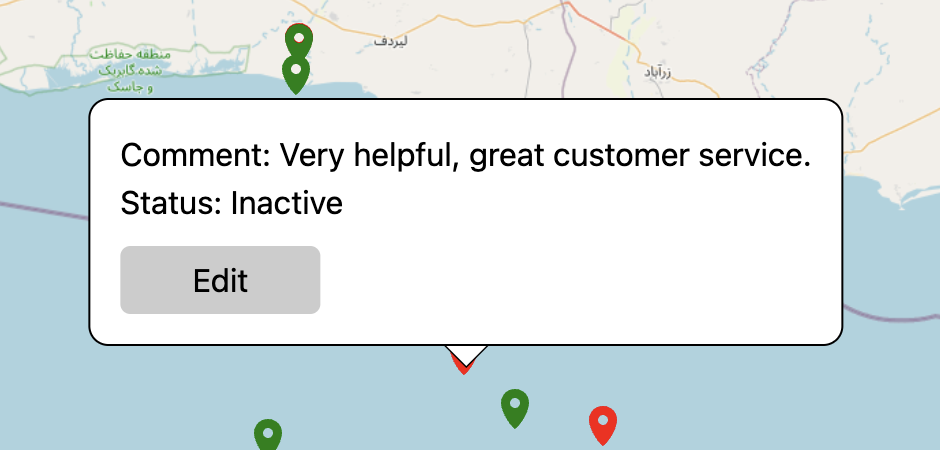 لیردف
منطقه حفاظت
شده گابریک
و جاسک
زرآباد
Comment: Very helpful, great customer service.
Status: Inactive
Edit